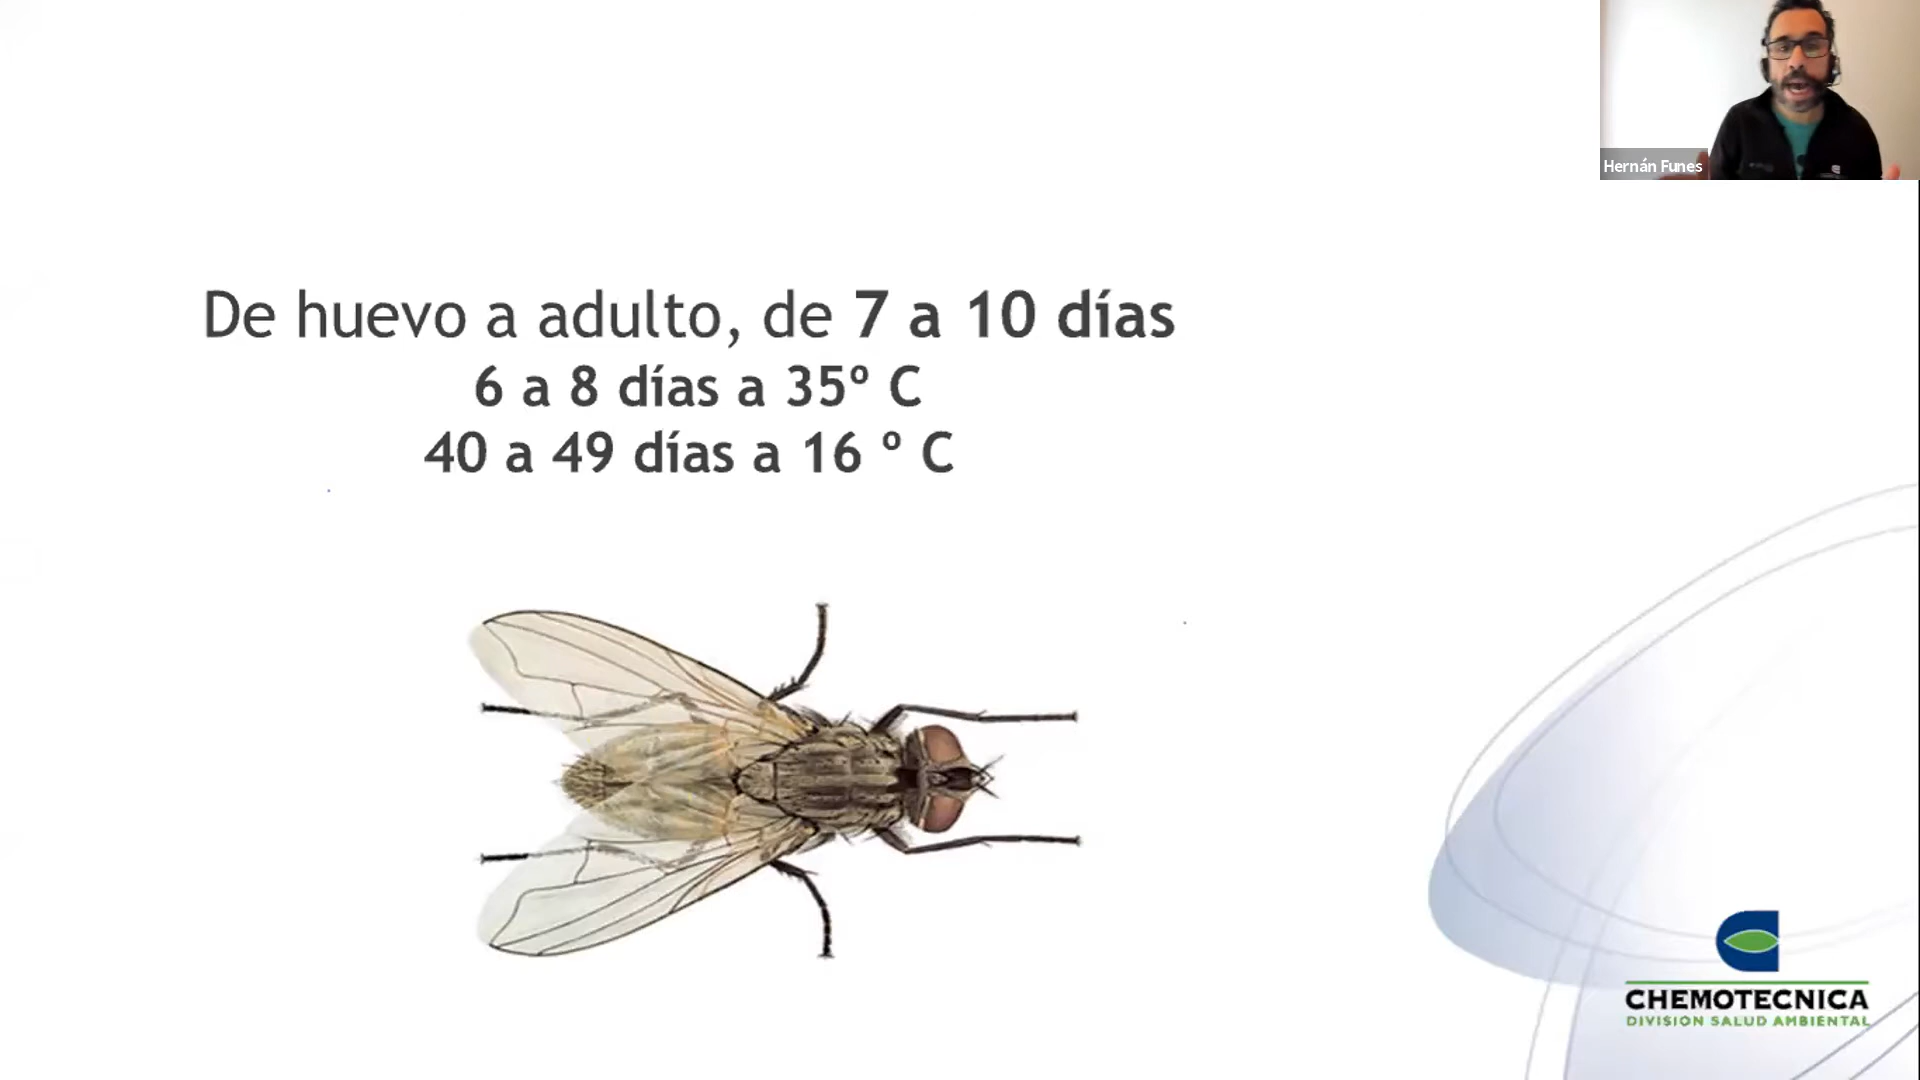 Hernán Funes
De huevo a adulto, de 7 a 10 días
6 a 8 días a 35º C
40 a 49 días a 16 º C
CHEMOTECNICA
DIVISION SALUD AMBIENTAL